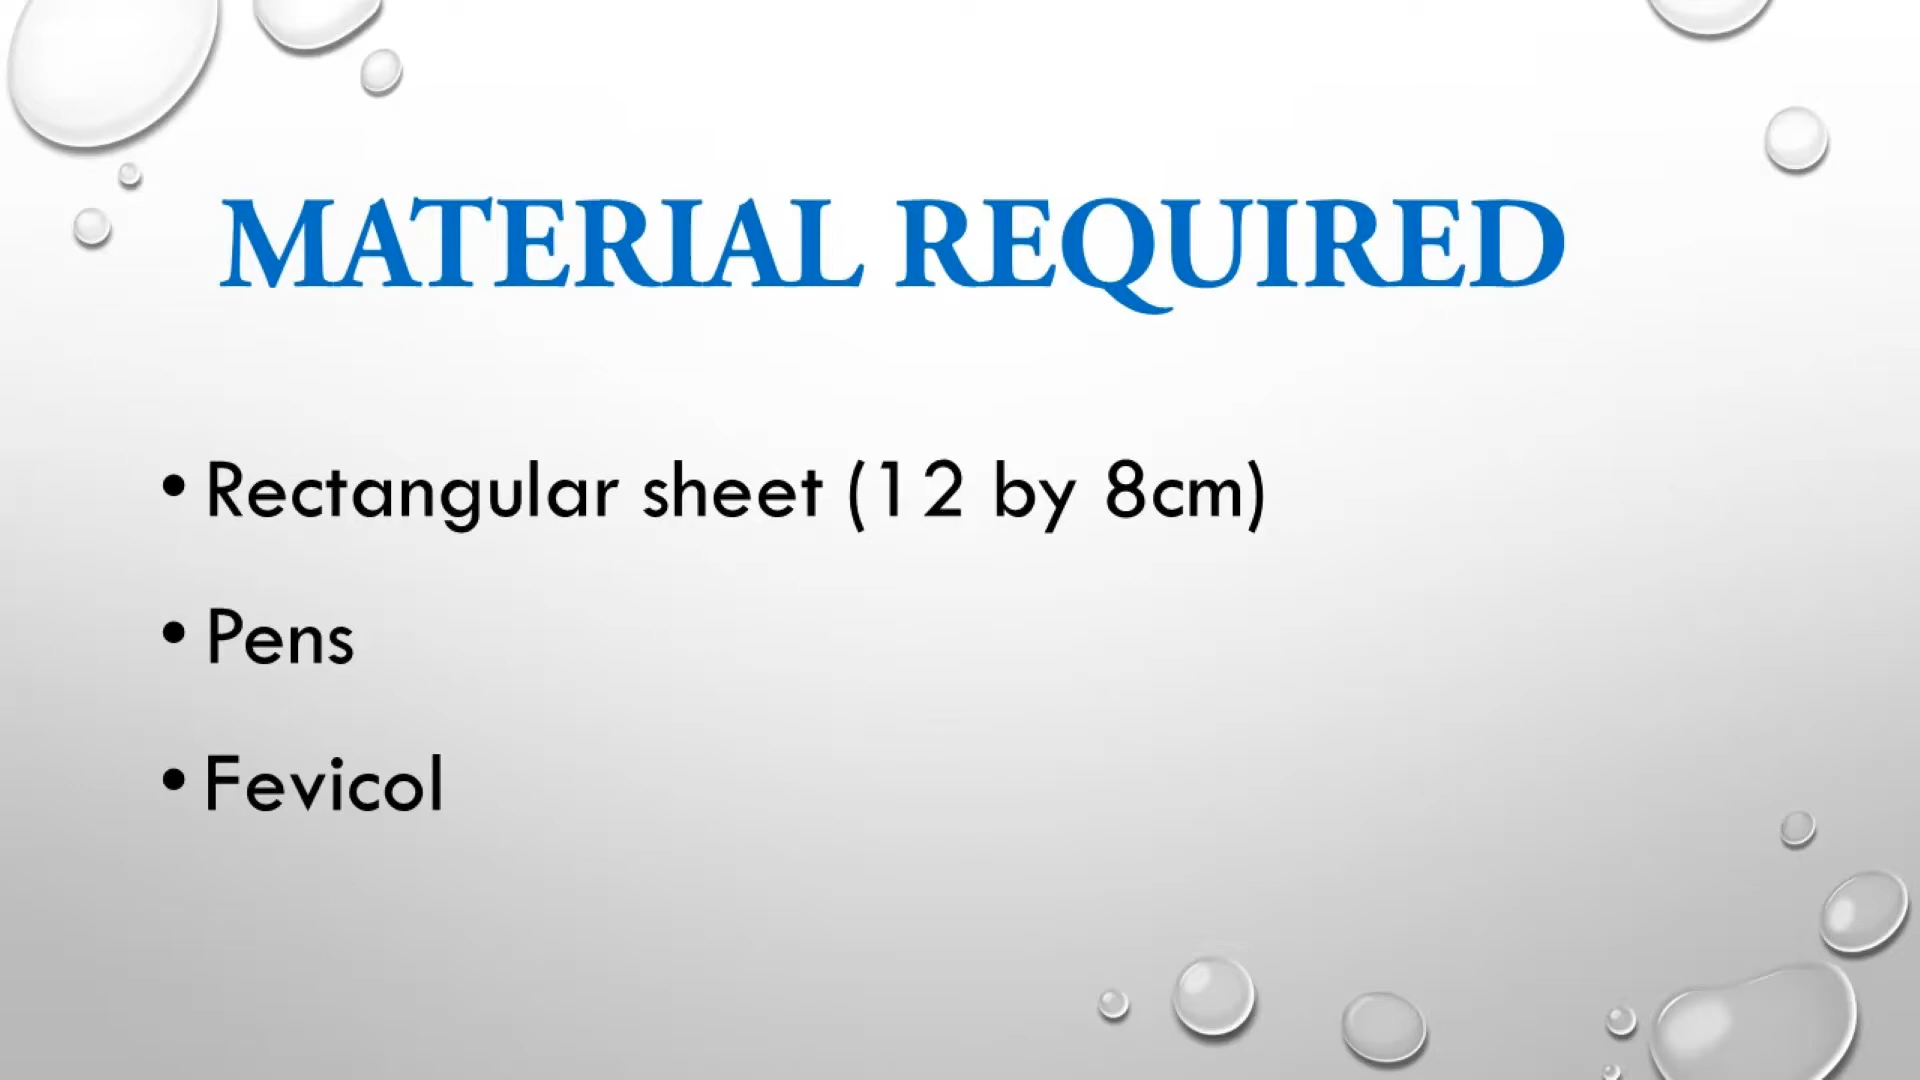 MATERIAL REQUIRED
• Rectangular sheet (12 by 8cm)
• Pens
• Fevicol